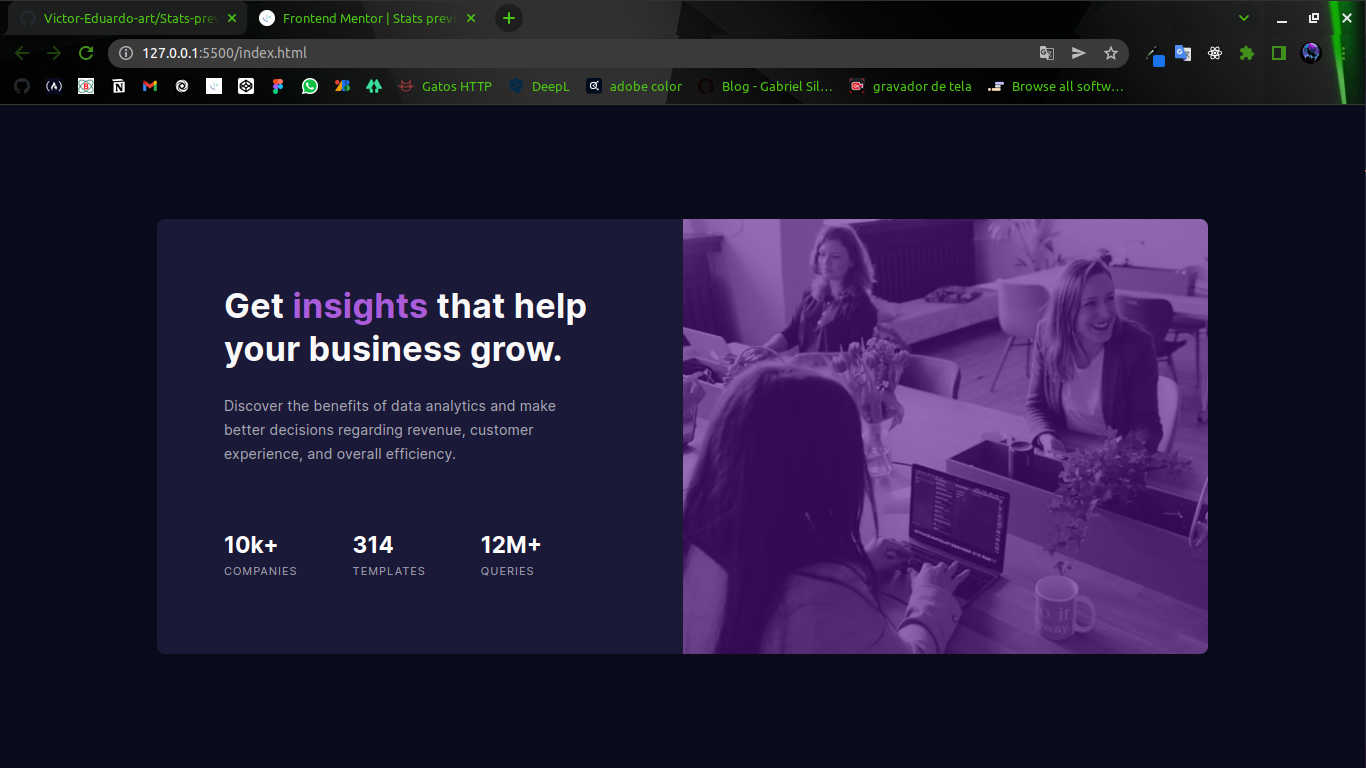 Victor-Eduardo-art/Stats-prev
Frontend Mentor | Stats previ
127.0.0.1:5500/index.html
Gatos HTTP
DeepL
adobe color
Blog - Gabriel Sil…
gravador de tela
Browse all softw…
Get insights that help
your business grow.
Discover the benefits of data analytics and make
better decisions regarding revenue, customer
experience, and overall efficiency.
10k+ 314 12M+
COMPANIES TEMPLATES QUERIES